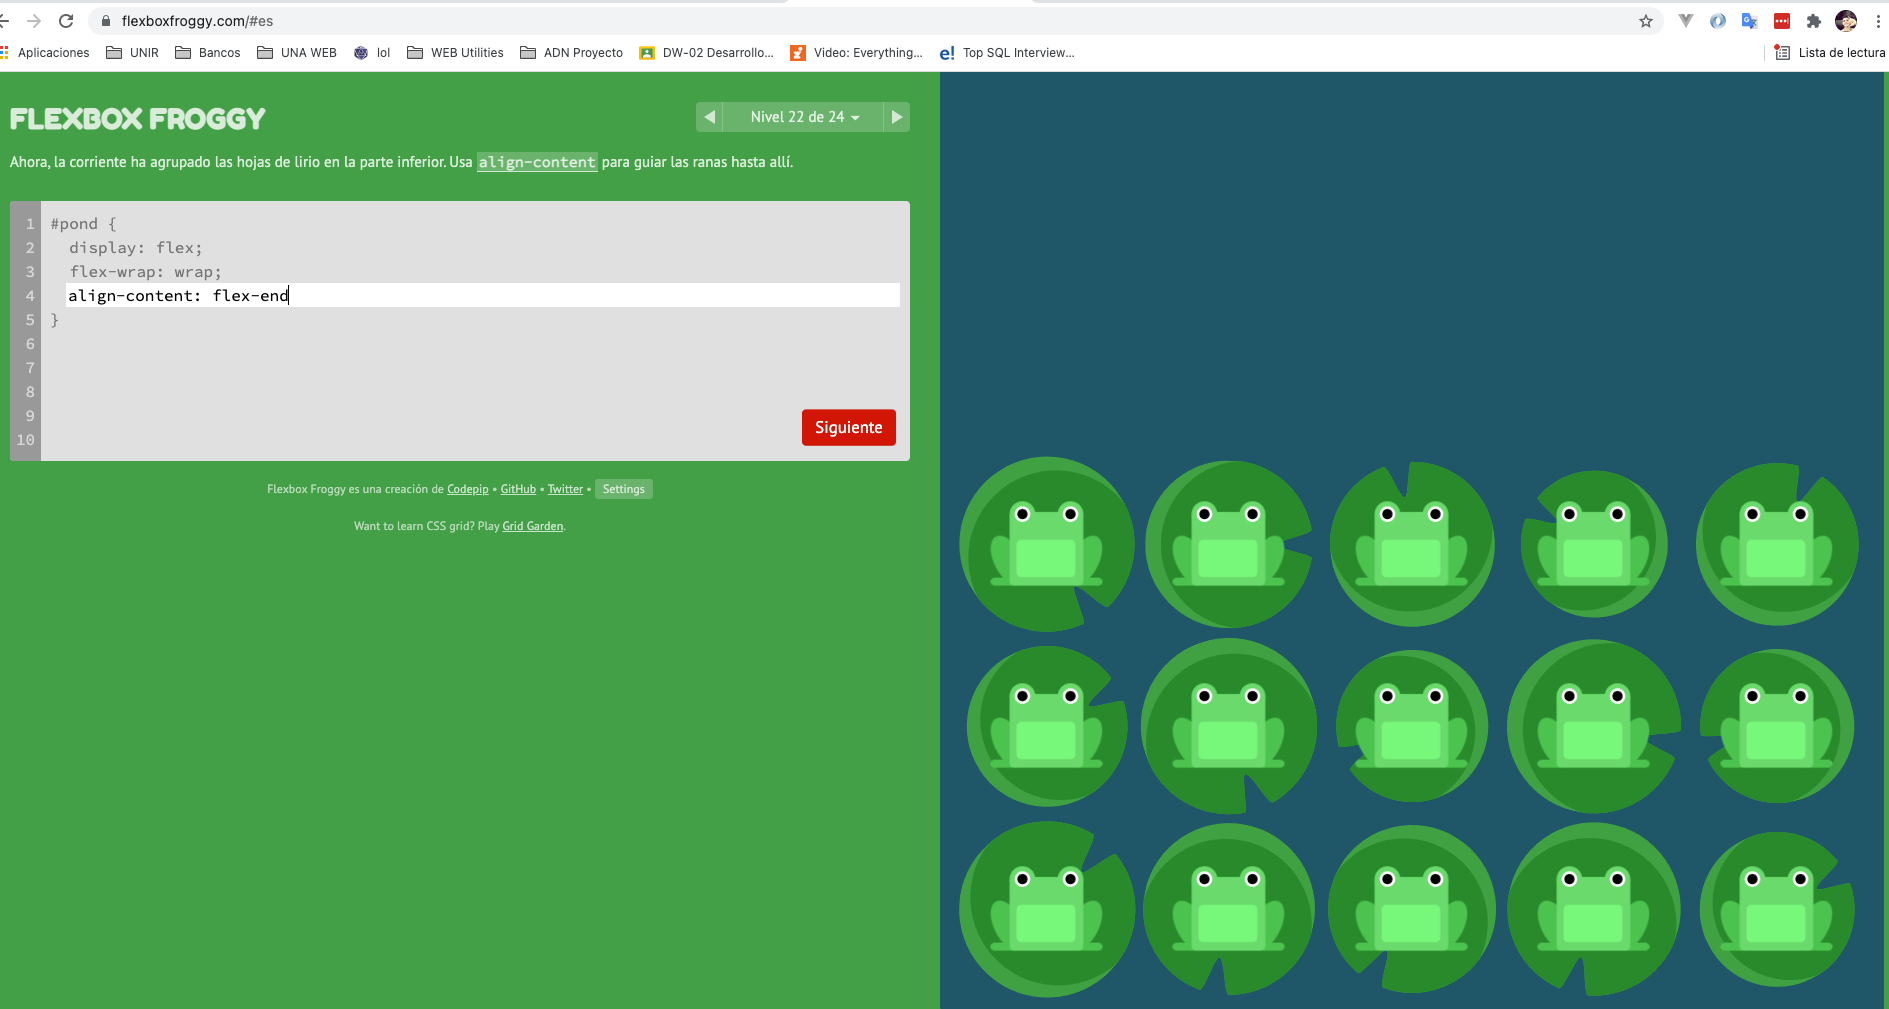 flexboxfroggy.com/#es
Aplicaciones UNIR Bancos UNA WEB lol WEB Utilities ADN Proyecto DW-02 Desarrollo... Video: Everything... e! Top SQL Interview... Lista de lectura
FLEXBOX FROGGY
Nivel 22 de 24
Ahora, la corriente ha agrupado las hojas de lirio en la parte inferior. Usa align-content para guiar las ranas hasta allí.
1 #pond {
2 display: flex;
3 flex-wrap: wrap;
4 align-content: flex-end
5 }
6
7
8
9
10
Siguiente
Flexbox Froggy es una creación de Codepip • GitHub • Twitter • Settings
Want to learn CSS grid? Play Grid Garden.